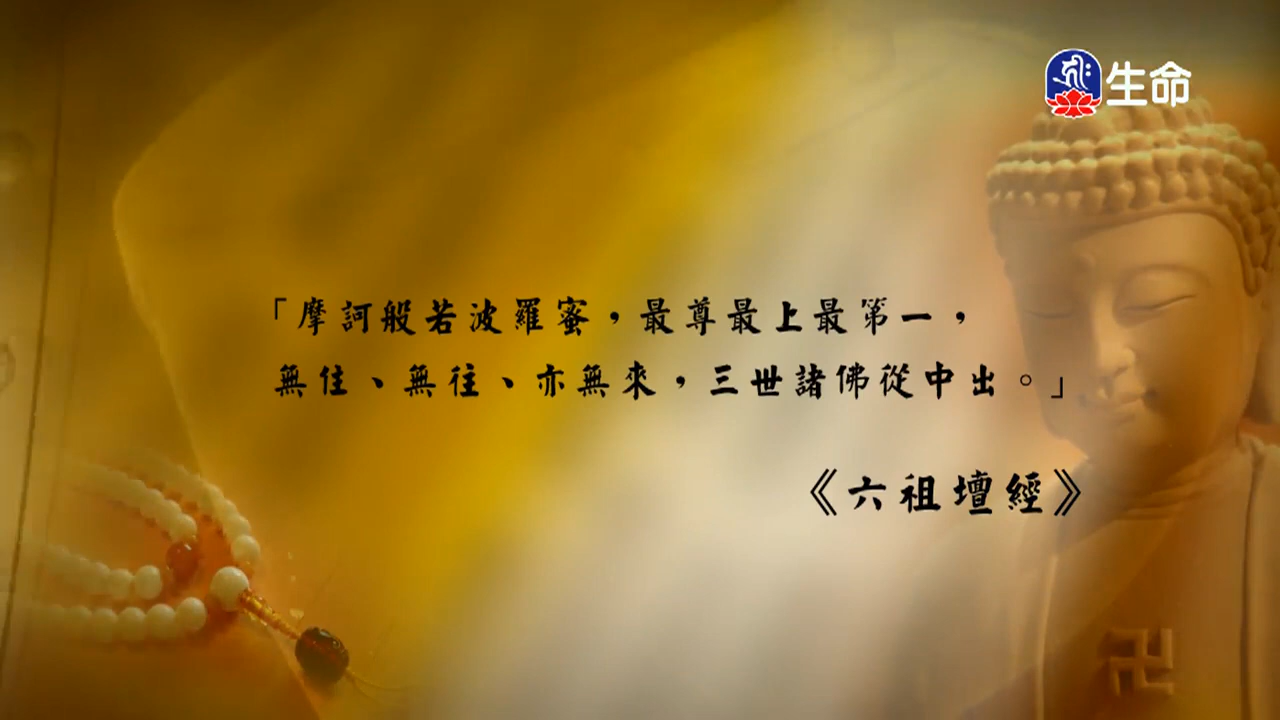 生命
「摩訶般若波羅蜜，最尊最上最第一，
無住、無往、亦無來，三世諸佛從中出。」
《六祖壇經》